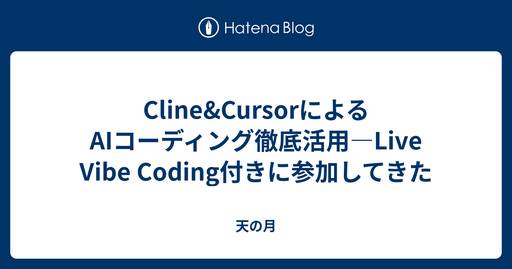 Hatena Blog
Cline&Cursorによる
AIコーディング徹底活用―Live
Vibe Coding付きに参加してきた
天の月